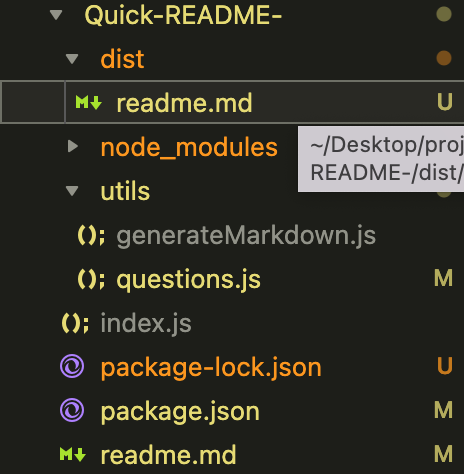 Quick-README-
dist
readme.md U
node_modules
~/Desktop/proj
README-/dist/
utils
generateMarkdown.js
questions.js M
index.js
package-lock.json U
package.json M
readme.md M